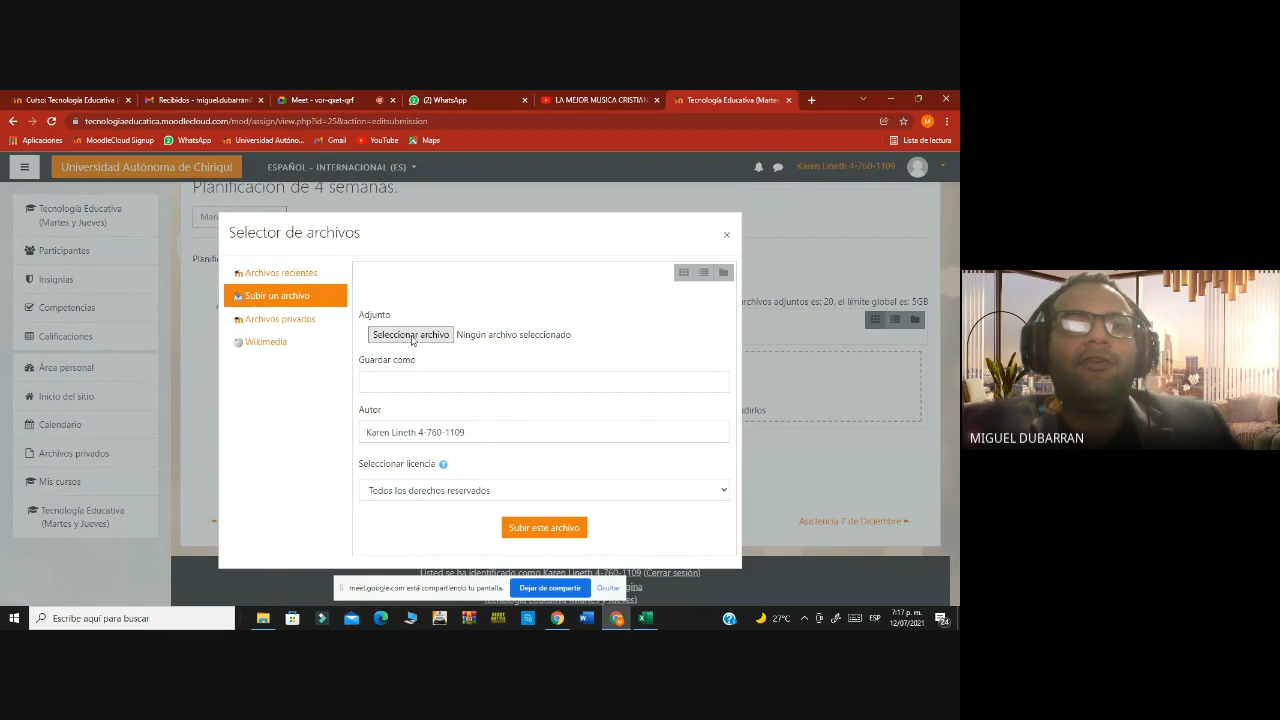 Curso: Tecnología Educativa (
Recibidos - miguel.dubarran@
Meet - vor-qxet-qrf
(2) WhatsApp
LA MEJOR MUSICA CRISTIAN
Tecnología Educativa (Martes
tecnologiaeducatica.moodlecloud.com/mod/assign/view.php?id=25&action=editsubmission
M
Aplicaciones
MoodleCloud Signup
WhatsApp
Universidad Autóno...
Gmail
YouTube
Maps
Lista de lectura
Universidad Autónoma de Chiriquí
ESPAÑOL - INTERNACIONAL (ES)
Karen Lineth 4-760-1109
Planificación de 4 semanas.
Tecnología Educativa
(Martes y Jueves)
Participantes
Insignias
Competencias
Calificaciones
Área personal
Inicio del sitio
Calendario
Archivos privados
Mis cursos
Tecnología Educativa
(Martes y Jueves)
Selector de archivos
Archivos recientes
Subir un archivo
Archivos privados
Wikimedia
Adjunto
Seleccionar archivo
Ningún archivo seleccionado
Guardar como
Autor
Karen Lineth 4-760-1109
Seleccionar licencia
Todos los derechos reservados
Subir este archivo
archivos adjuntos es: 20, el límite global es: 5GB
Asistencia 7 de Diciembre
Usted se ha identificado como Karen Lineth 4-760-1109 (Cerrar sesión)
meet.google.com está compartiendo tu pantalla.
Dejar de compartir
Ocultar
Tecnología Educativa (Martes y Jueves)
Escribe aquí para buscar
27°C
ESP
7:17 p. m.
12/07/2021
24
MIGUEL DUBARRAN